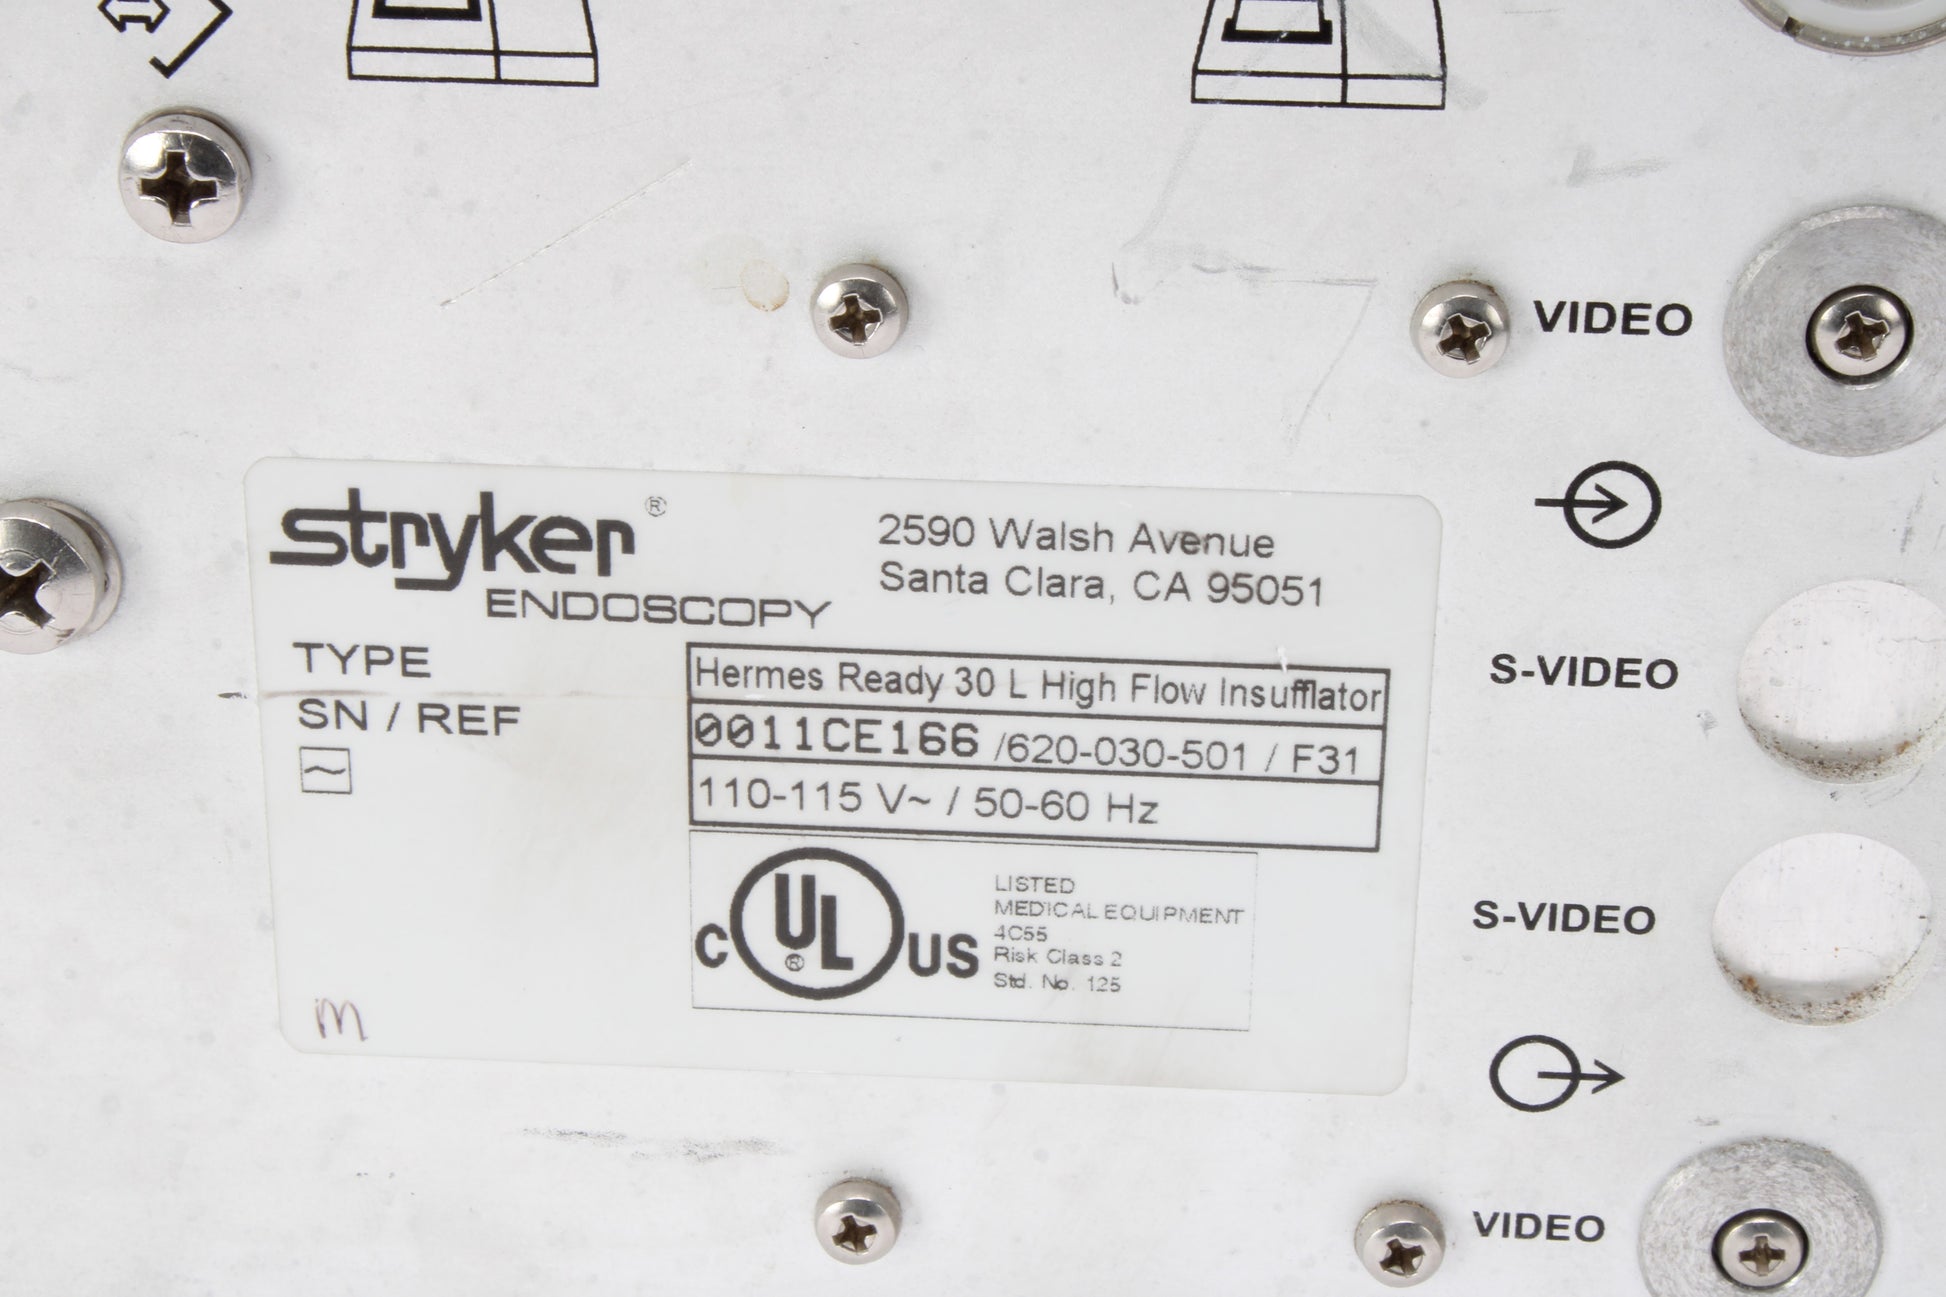 VIDEO
stryker®
ENDOSCOPY
2590 Walsh Avenue
Santa Clara, CA 95051
TYPE
Hermes Ready 30 L High Flow Insufflator
SN / REF
0011CE166 /620-030-501 / F31
110-115 V~ / 50-60 Hz
C UL® US
LISTED
MEDICAL EQUIPMENT
4C55
Risk Class 2
Std. No. 125
m
S-VIDEO
S-VIDEO
VIDEO